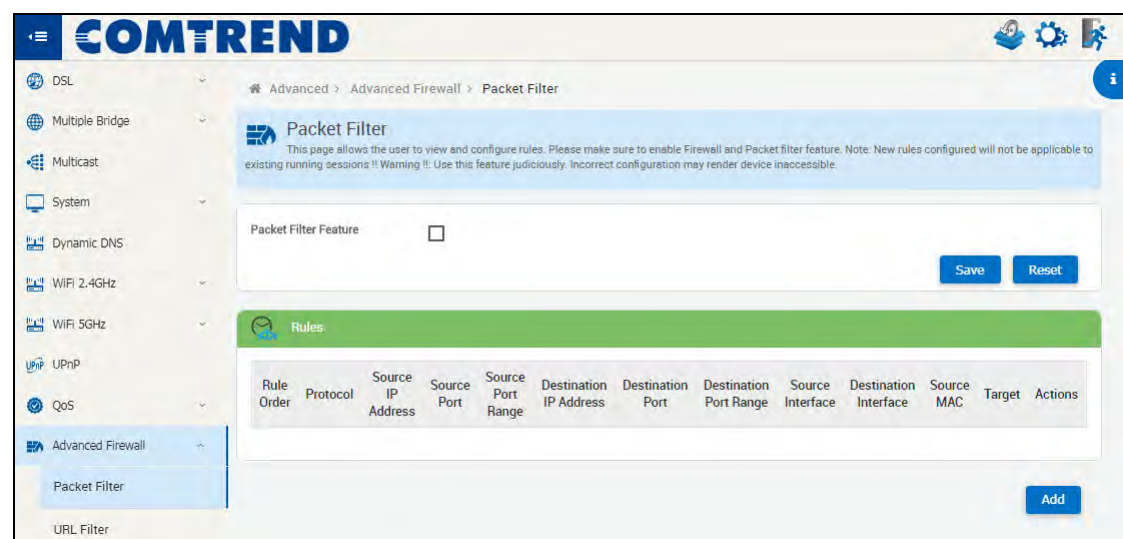 COMTREND
DSL
Multiple Bridge
Multicast
System
Dynamic DNS
WiFi 2.4GHz
WiFi 5GHz
UPnP
UPnP
QoS
Advanced Firewall
Packet Filter
URL Filter
Advanced > Advanced Firewall > Packet Filter
i
Packet Filter
This page allows the user to view and configure rules. Please make sure to enable Firewall and Packet filter feature. Note: New rules configured will not be applicable to
existing running sessions !! Warning !!: Use this feature judiciously. Incorrect configuration may render device inaccessible.
Packet Filter Feature
Save Reset
Rules
Rule Order Protocol Source IP Address Source Port Source Port Range Destination IP Address Destination Port Destination Port Range Source Interface Destination Interface Source MAC Target Actions
Add